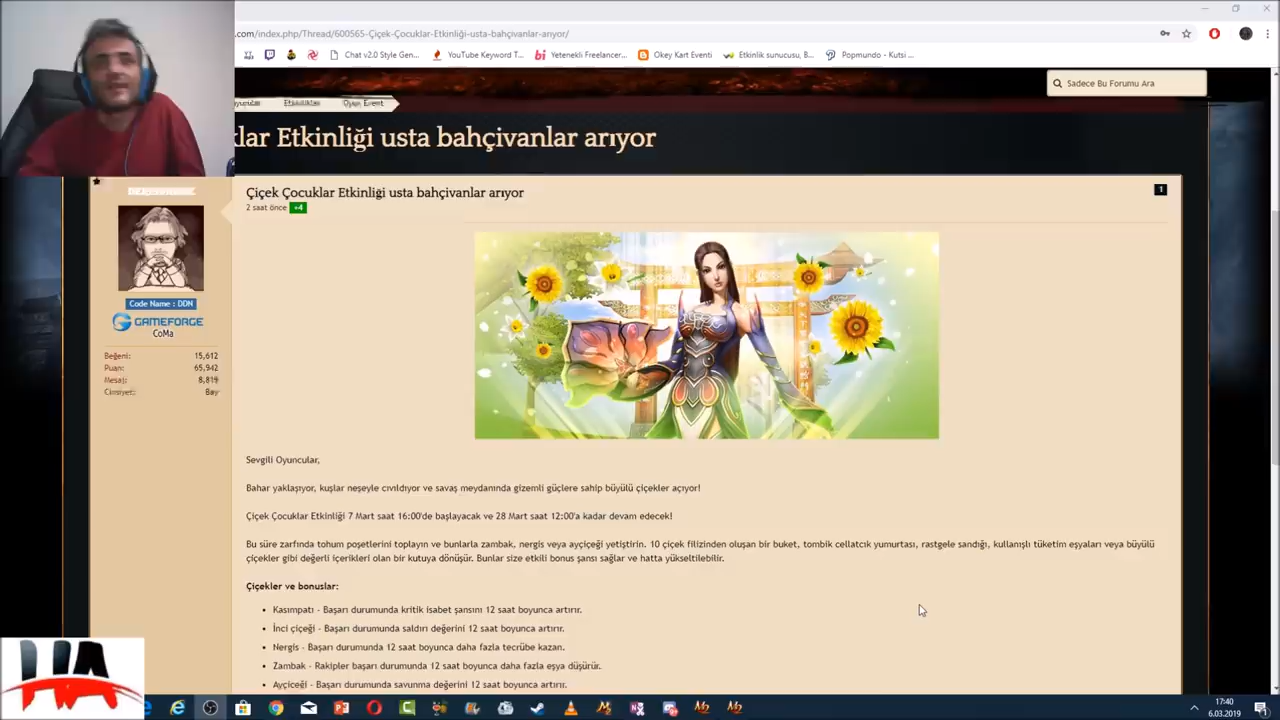 .com/index.php/Thread/600565-Çiçek-Çocuklar-Etkinliği-usta-bahçivanlar-arıyor/
Chat v2.0 Style Gen... YouTube Keyword T... Yetenekli Freelancer... Okey Kart Eventi Etkinlik sunucusu, B... Popmundo - Kutsi ...
Sadece Bu Forumu Ara
Etkinlikler Oyun Event
klar Etkinliği usta bahçivanlar arıyor
Çiçek Çocuklar Etkinliği usta bahçivanlar arıyor
1
2 saat önce +4
Code Name : DDN
GAMEFORGE
CoMa
Beğeni: 15,612
Puan: 65,942
Mesaj: 8,819
Cinsiyet: Bay
Sevgili Oyuncular,
Bahar yaklaşıyor, kuşlar neşeyle cıvıldıyor ve savaş meydanında gizemli güçlere sahip büyülü çiçekler açıyor!
Çiçek Çocuklar Etkinliği 7 Mart saat 16:00'de başlayacak ve 28 Mart saat 12:00'a kadar devam edecek!
Bu süre zarfında tohum poşetlerini toplayın ve bunlarla zambak, nergis veya ayçiçeği yetiştirin. 10 çiçek filizinden oluşan bir buket, tombik cellatcık yumurtası, rastgele sandığı, kullanışlı tüketim eşyaları veya büyülü
çiçekler gibi değerli içerikleri olan bir kutuya dönüşür. Bunlar size etkili bonus şansı sağlar ve hatta yükseltilebilir.
Çiçekler ve bonuslar:
• Kasımpatı - Başarı durumunda kritik isabet şansını 12 saat boyunca artırır.
• İnci çiçeği - Başarı durumunda saldırı değerini 12 saat boyunca artırır.
• Nergis - Başarı durumunda 12 saat boyunca daha fazla tecrübe kazan.
• Zambak - Rakipler başarı durumunda 12 saat boyunca daha fazla eşya düşürür.
• Ayçiçeği - Başarı durumunda savunma değerini 12 saat boyunca artırır.
17:40
6.03.2019